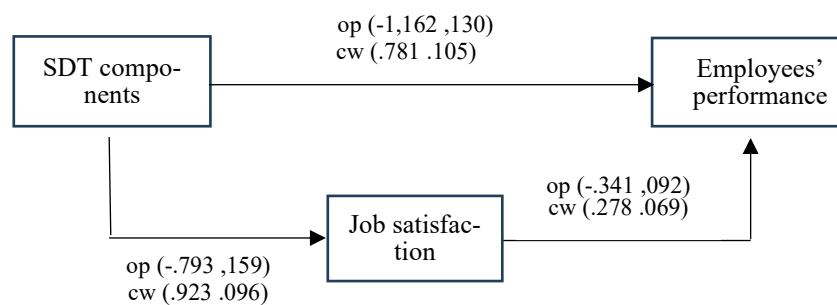 op (-1,162 ,130)
cw (.781 .105)
SDT compo-
nents
Employees'
performance
op (-.341 ,092)
cw (.278 .069)
Job satisfac-
tion
op (-.793 ,159)
cw (.923 .096)